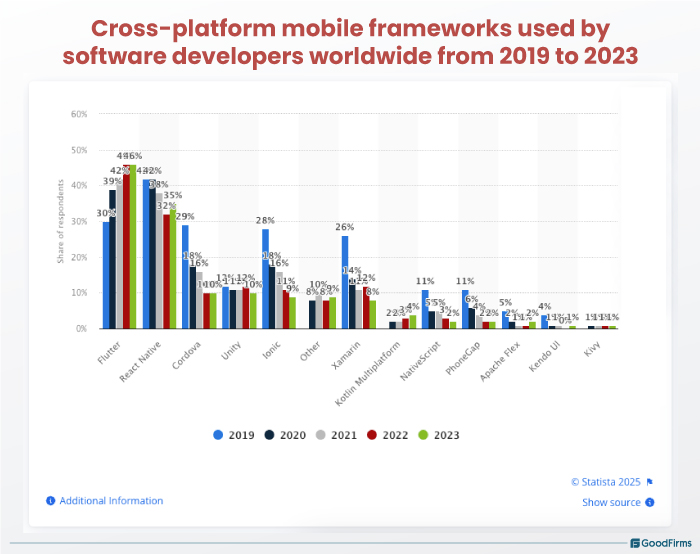 Cross-platform mobile frameworks used by
software developers worldwide from 2019 to 2023
60%
50%
40%
30%
20%
10%
0%
Share of respondents
30% 39% 42% 46% 46%
42% 42% 38% 32% 35%
29% 18% 16% 10% 10%
12% 11% 11% 12% 10%
28% 18% 16% 11% 9%
8% 10% 8% 9%
26% 14% 11% 12% 8%
2% 2% 3% 4%
11% 5% 5% 3% 2%
11% 6% 4% 2% 2%
5% 2% 1% 1% 2%
4% 1% 1% 0% 1%
1% 1% 1% 1%
Flutter
React Native
Cordova
Unity
Ionic
Other
Xamarin
Kotlin Multiplatform
NativeScript
PhoneGap
Apache Flex
Kendo UI
Kivy
2019 2020 2021 2022 2023
© Statista 2025
Additional Information
Show source
GoodFirms